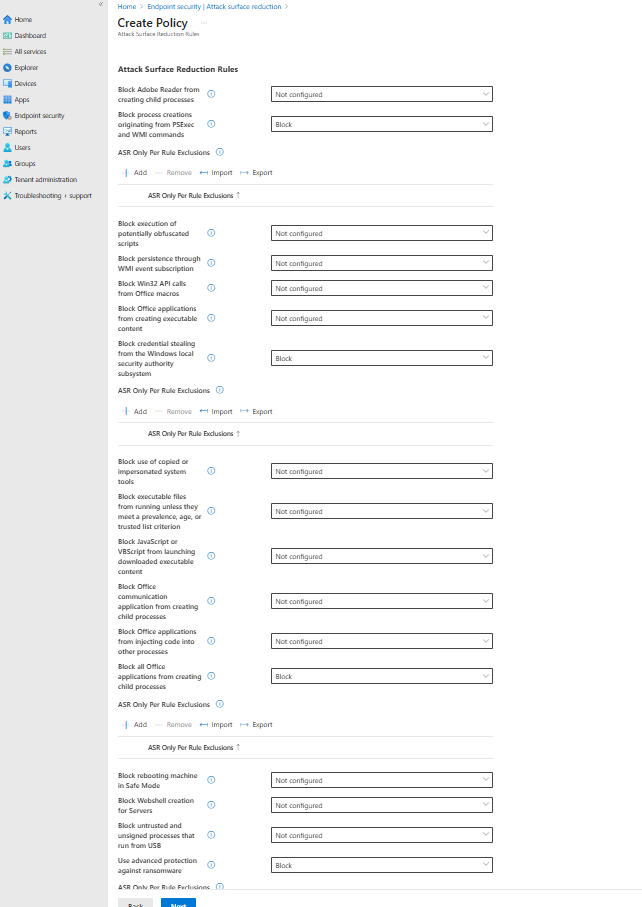 Home > Endpoint security | Attack surface reduction >
Create Policy ...
Attack Surface Reduction Rules
Home
Dashboard
All services
Explorer
Devices
Apps
Endpoint security
Reports
Users
Groups
Tenant administration
Troubleshooting + support
Attack Surface Reduction Rules
Block Adobe Reader from
creating child processes
Not configured
Block process creations
originating from PSExec
and WMI commands
Block
ASR Only Per Rule Exclusions
Add Remove Import Export
ASR Only Per Rule Exclusions ↑
Block execution of
potentially obfuscated
scripts
Not configured
Block persistence through
WMI event subscription
Not configured
Block Win32 API calls
from Office macros
Not configured
Block Office applications
from creating executable
content
Not configured
Block credential stealing
from the Windows local
security authority
subsystem
Block
ASR Only Per Rule Exclusions
Add Remove Import Export
ASR Only Per Rule Exclusions ↑
Block use of copied or
impersonated system
tools
Not configured
Block executable files
from running unless they
meet a prevalence, age, or
trusted list criterion
Not configured
Block JavaScript or
VBScript from launching
downloaded executable
content
Not configured
Block Office
communication
application from creating
child processes
Not configured
Block Office applications
from injecting code into
other processes
Not configured
Block all Office
applications from creating
child processes
Block
ASR Only Per Rule Exclusions
Add Remove Import Export
ASR Only Per Rule Exclusions ↑
Block rebooting machine
in Safe Mode
Not configured
Block Webshell creation
for Servers
Not configured
Block untrusted and
unsigned processes that
run from USB
Not configured
Use advanced protection
against ransomware
Block
ASR Only Per Rule Exclusions
Back Next